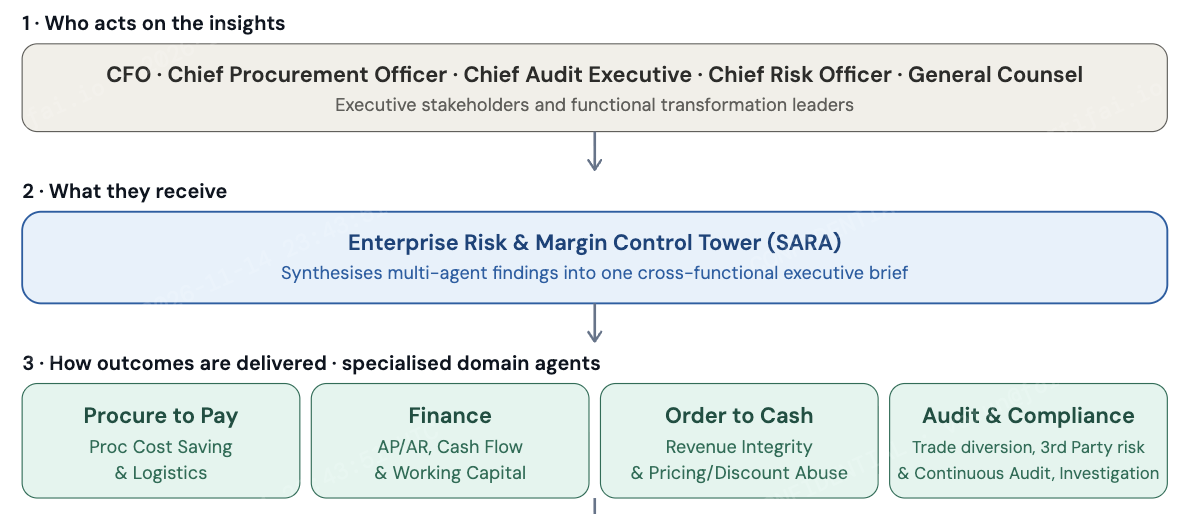 1 · Who acts on the insights
CFO · Chief Procurement Officer · Chief Audit Executive · Chief Risk Officer · General Counsel
Executive stakeholders and functional transformation leaders
2 · What they receive
Enterprise Risk & Margin Control Tower (SARA)
Synthesises multi-agent findings into one cross-functional executive brief
3 · How outcomes are delivered · specialised domain agents
Procure to Pay
Proc Cost Saving
& Logistics
Finance
AP/AR, Cash Flow
& Working Capital
Order to Cash
Revenue Integrity
& Pricing/Discount Abuse
Audit & Compliance
Trade diversion, 3rd Party risk
& Continuous Audit, Investigation